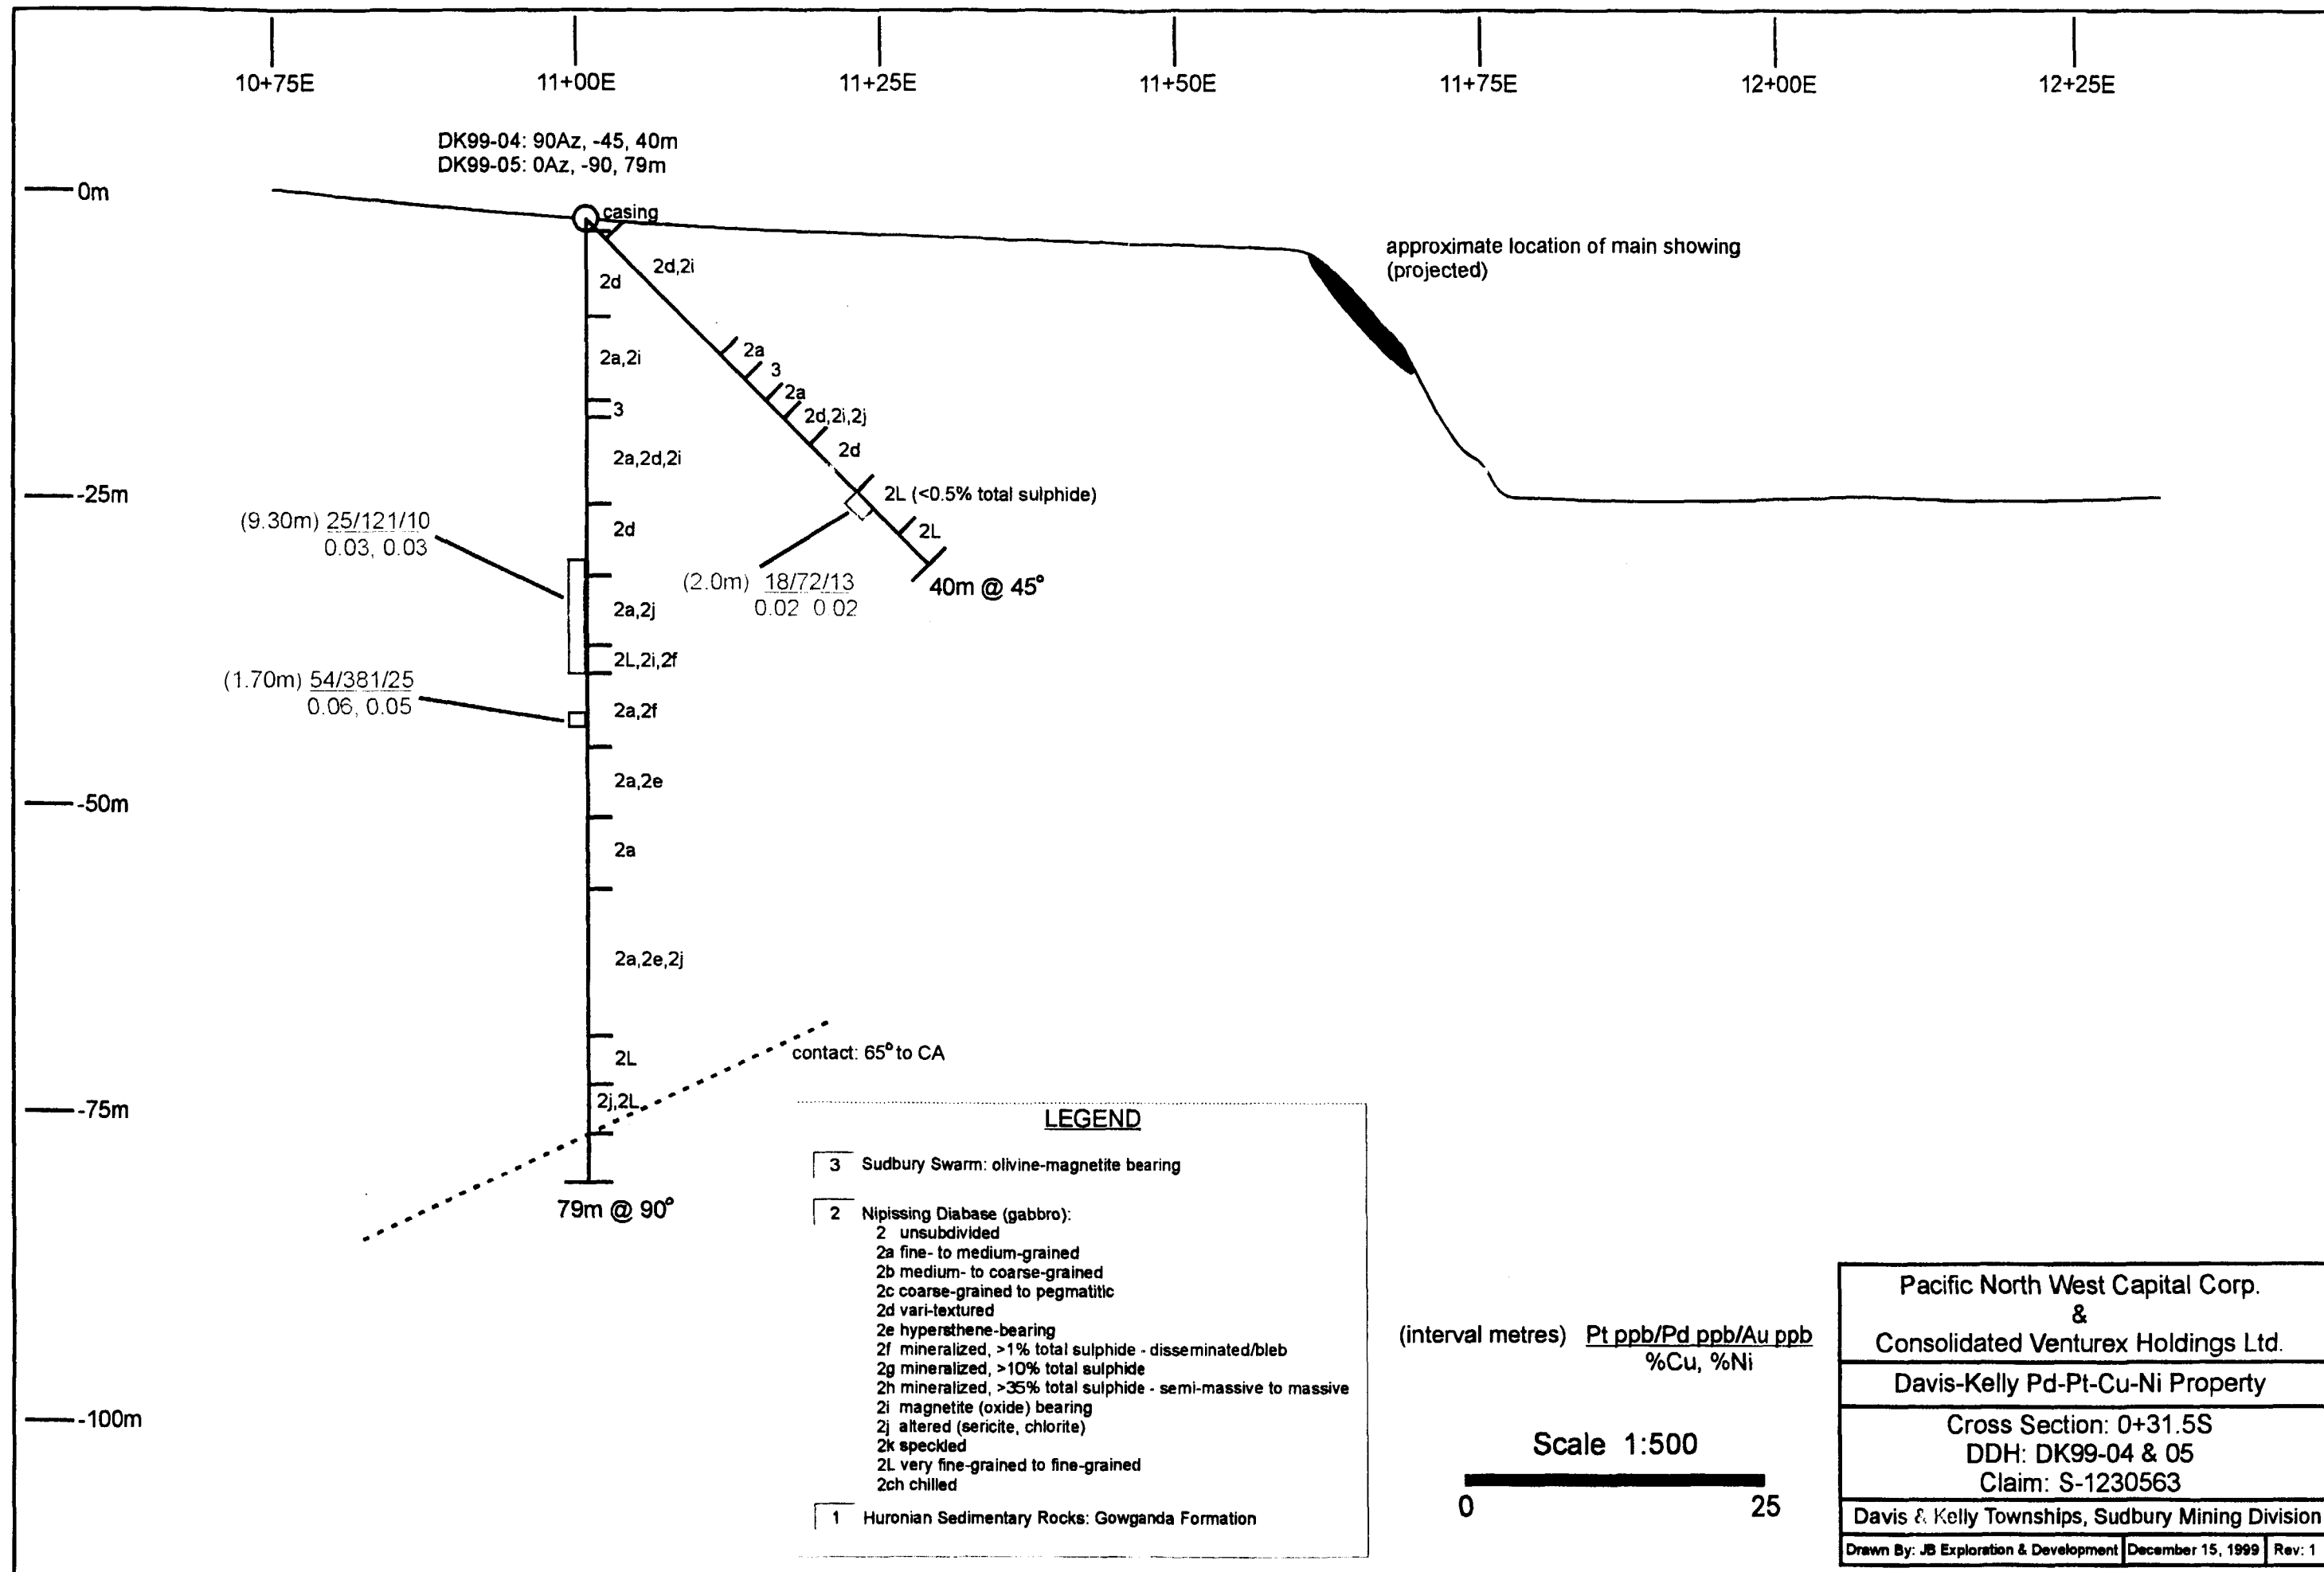 10+75E 11+00E 11+25E 11+50E 11+75E 12+00E 12+25E
DK99-04: 90Az, -45, 40m
DK99-05: 0Az, -90, 79m
0m
casing
approximate location of main showing
(projected)
2d,2i
2d
2a
2a,2i
3
2a
3
2d,2i,2j
2d
2a,2d,2i
-25m
2L (<0.5% total sulphide)
(9.30m) 25/121/10
0.03, 0.03
2d
2L
(2.0m) 18/72/13
0.02 0 02
40m @ 45°
2a,2j
2L,2i,2f
(1.70m) 54/381/25
0.06, 0.05
2a,2f
2a,2e
-50m
2a
2a,2e,2j
2L
contact: 65° to CA
2j,2L
-75m
79m @ 90°
-100m
LEGEND
3 Sudbury Swarm: olivine-magnetite bearing
2 Nipissing Diabase (gabbro):
2 unsubdivided
2a fine- to medium-grained
2b medium- to coarse-grained
2c coarse-grained to pegmatitic
2d vari-textured
2e hypersthene-bearing
2f mineralized, >1% total sulphide - disseminated/bleb
2g mineralized, >10% total sulphide
2h mineralized, >35% total sulphide - semi-massive to massive
2i magnetite (oxide) bearing
2j altered (sericite, chlorite)
2k speckled
2L very fine-grained to fine-grained
2ch chilled
1 Huronian Sedimentary Rocks: Gowganda Formation
(interval metres) Pt ppb/Pd ppb/Au ppb
%Cu, %Ni
Scale 1:500
0 25
Pacific North West Capital Corp.
&
Consolidated Venturex Holdings Ltd.
Davis-Kelly Pd-Pt-Cu-Ni Property
Cross Section: 0+31.5S
DDH: DK99-04 & 05
Claim: S-1230563
Davis & Kelly Townships, Sudbury Mining Division
Drawn By: JB Exploration & Development December 15, 1999 Rev: 1